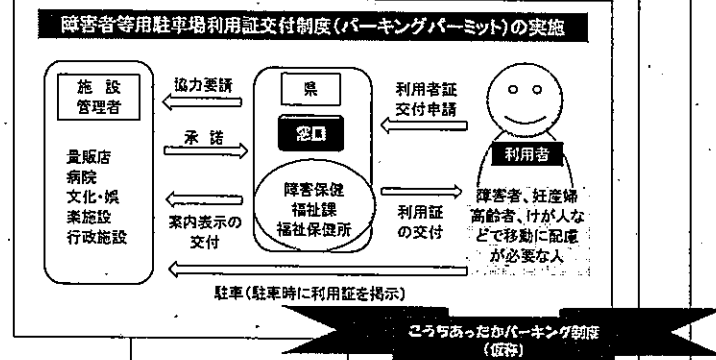 障害者等用駐車場利用証交付制度(パーキングパーミット)の実施
施 設
管理者
量販店
病院
文化・娯
楽施設
行政施設
協力要請
承 諾
案内表示の
交付
県
窓口
障害保健
福祉課
福祉保健所
利用者証
交付申請
利用証
の交付
利用者
障害者、妊産婦
高齢者、けが人な
どで移動に配慮
が必要な人
駐車(駐車時に利用証を掲示)
こうちあったかパーキング制度
(仮称)